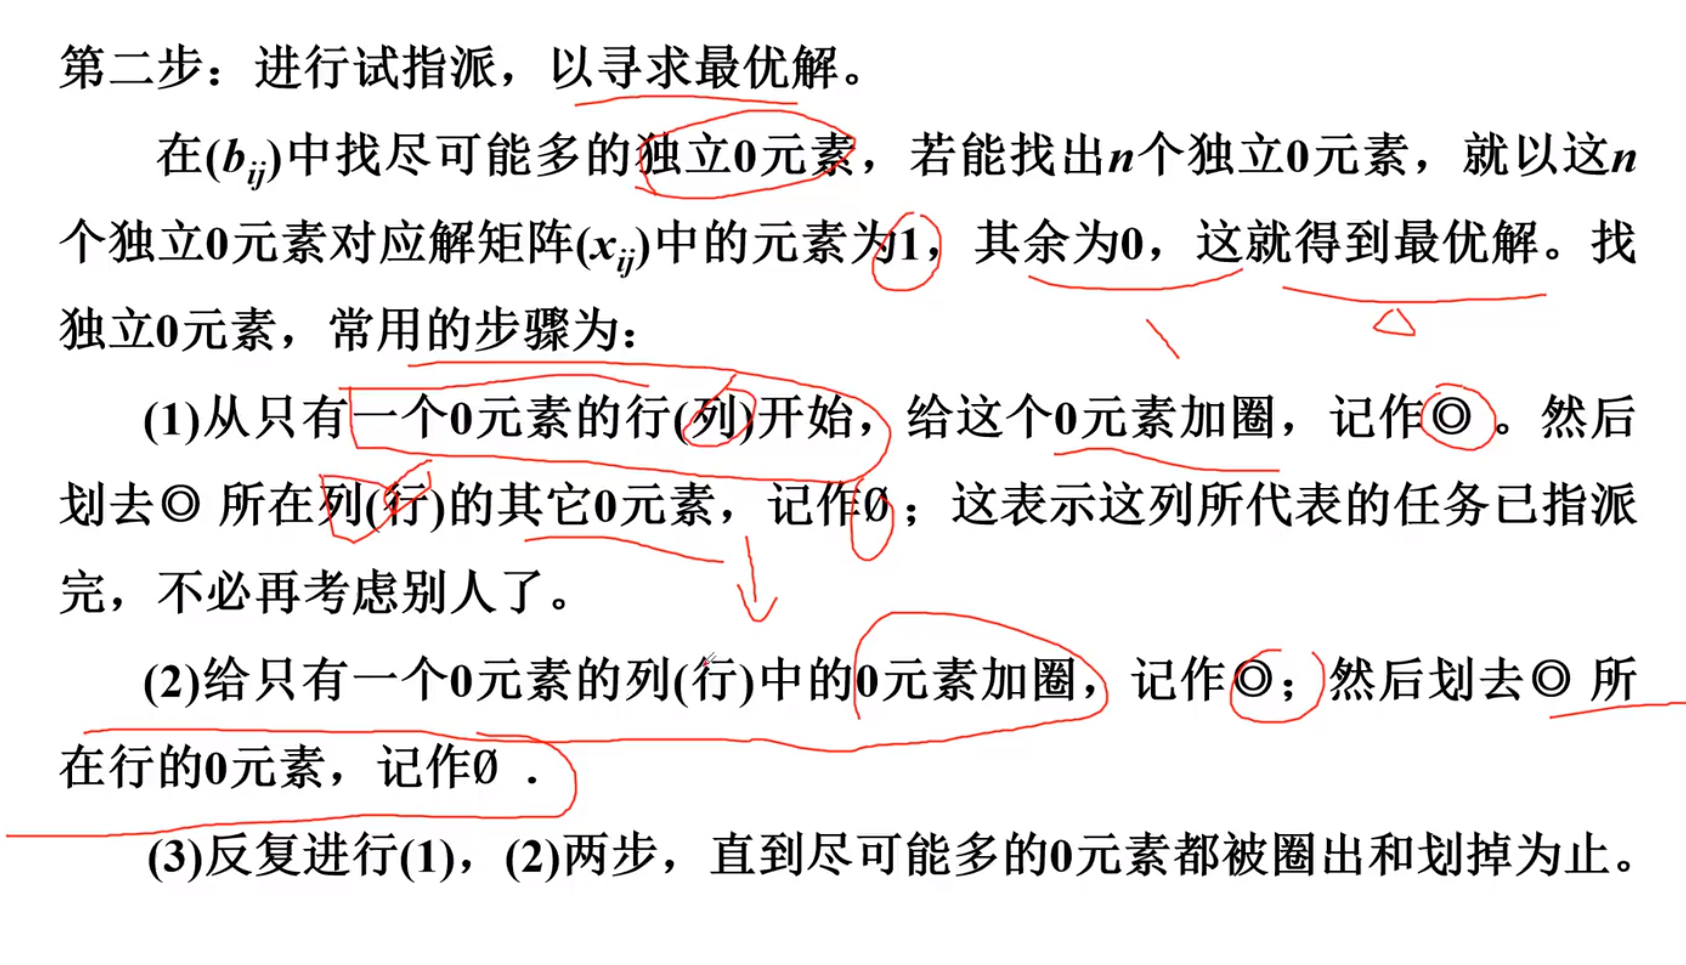 第二步：进行试指派，以寻求最优解。
在(bij)中找尽可能多的独立0元素，若能找出n个独立0元素，就以这n
个独立0元素对应解矩阵(xij)中的元素为1，其余为0，这就得到最优解。找
独立0元素，常用的步骤为：
(1)从只有一个0元素的行(列)开始，给这个0元素加圈，记作◎。然后
划去◎所在列(行)的其它0元素，记作Ø；这表示这列所代表的任务已指派
完，不必再考虑别人了。
(2)给只有一个0元素的列(行)中的0元素加圈，记作◎；然后划去◎所
在行的0元素，记作Ø．
(3)反复进行(1)，(2)两步，直到尽可能多的0元素都被圈出和划掉为止。